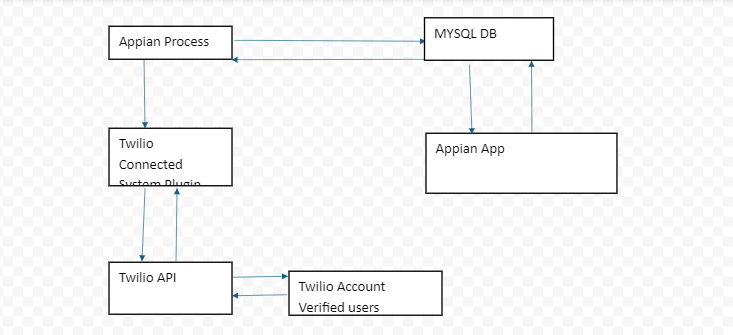 Appian Process
MYSQL DB
Twilio
Connected
System Plugin
Appian App
Twilio API
Twilio Account
Verified users